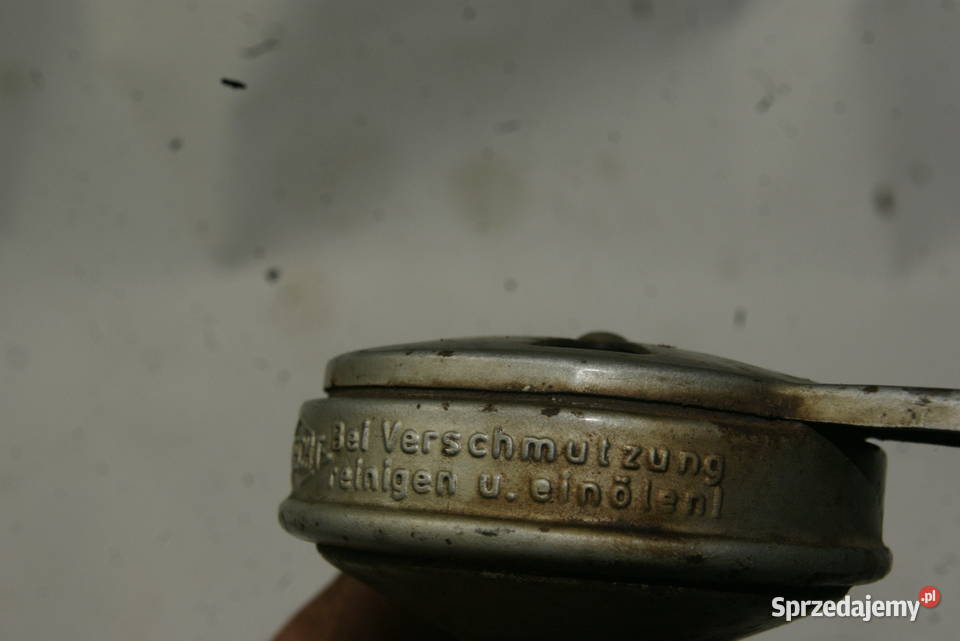 Bei Verschmutzung
reinigen u. einölen!
Sprzedajemy.pl